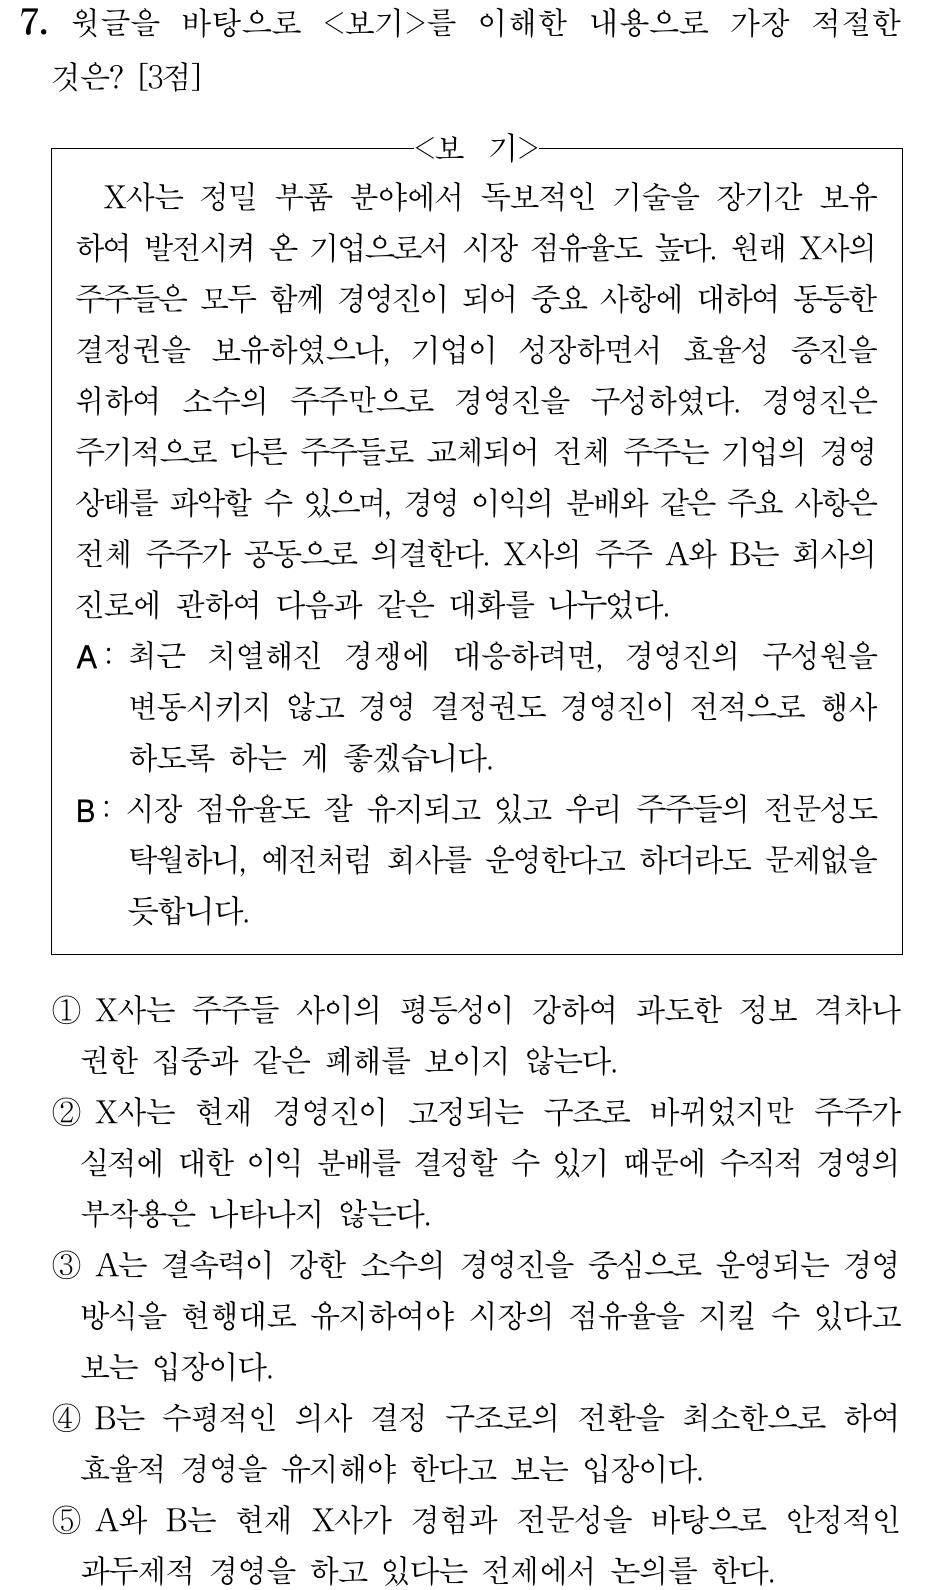 7. 윗글을 바탕으로 <보기>를 이해한 내용으로 가장 적절한
것은? [3점]
<보 기>
X사는 정밀 부품 분야에서 독보적인 기술을 장기간 보유
하여 발전시켜 온 기업으로서 시장 점유율도 높다. 원래 X사의
주주들은 모두 함께 경영진이 되어 중요 사항에 대하여 동등한
결정권을 보유하였으나, 기업이 성장하면서 효율성 증진을
위하여 소수의 주주만으로 경영진을 구성하였다. 경영진은
주기적으로 다른 주주들로 교체되어 전체 주주는 기업의 경영
상태를 파악할 수 있으며, 경영 이익의 분배와 같은 주요 사항은
전체 주주가 공동으로 의결한다. X사의 주주 A와 B는 회사의
진로에 관하여 다음과 같은 대화를 나누었다.
A : 최근 치열해진 경쟁에 대응하려면, 경영진의 구성원을
변동시키지 않고 경영 결정권도 경영진이 전적으로 행사
하도록 하는 게 좋겠습니다.
B : 시장 점유율도 잘 유지되고 있고 우리 주주들의 전문성도
탁월하니, 예전처럼 회사를 운영한다고 하더라도 문제없을
듯합니다.
① X사는 주주들 사이의 평등성이 강하여 과도한 정보 격차나
권한 집중과 같은 폐해를 보이지 않는다.
② X사는 현재 경영진이 고정되는 구조로 바뀌었지만 주주가
실적에 대한 이익 분배를 결정할 수 있기 때문에 수직적 경영의
부작용은 나타나지 않는다.
③ A는 결속력이 강한 소수의 경영진을 중심으로 운영되는 경영
방식을 현행대로 유지하여야 시장의 점유율을 지킬 수 있다고
보는 입장이다.
④ B는 수평적인 의사 결정 구조로의 전환을 최소한으로 하여
효율적 경영을 유지해야 한다고 보는 입장이다.
⑤ A와 B는 현재 X사가 경험과 전문성을 바탕으로 안정적인
과두제적 경영을 하고 있다는 전제에서 논의를 한다.